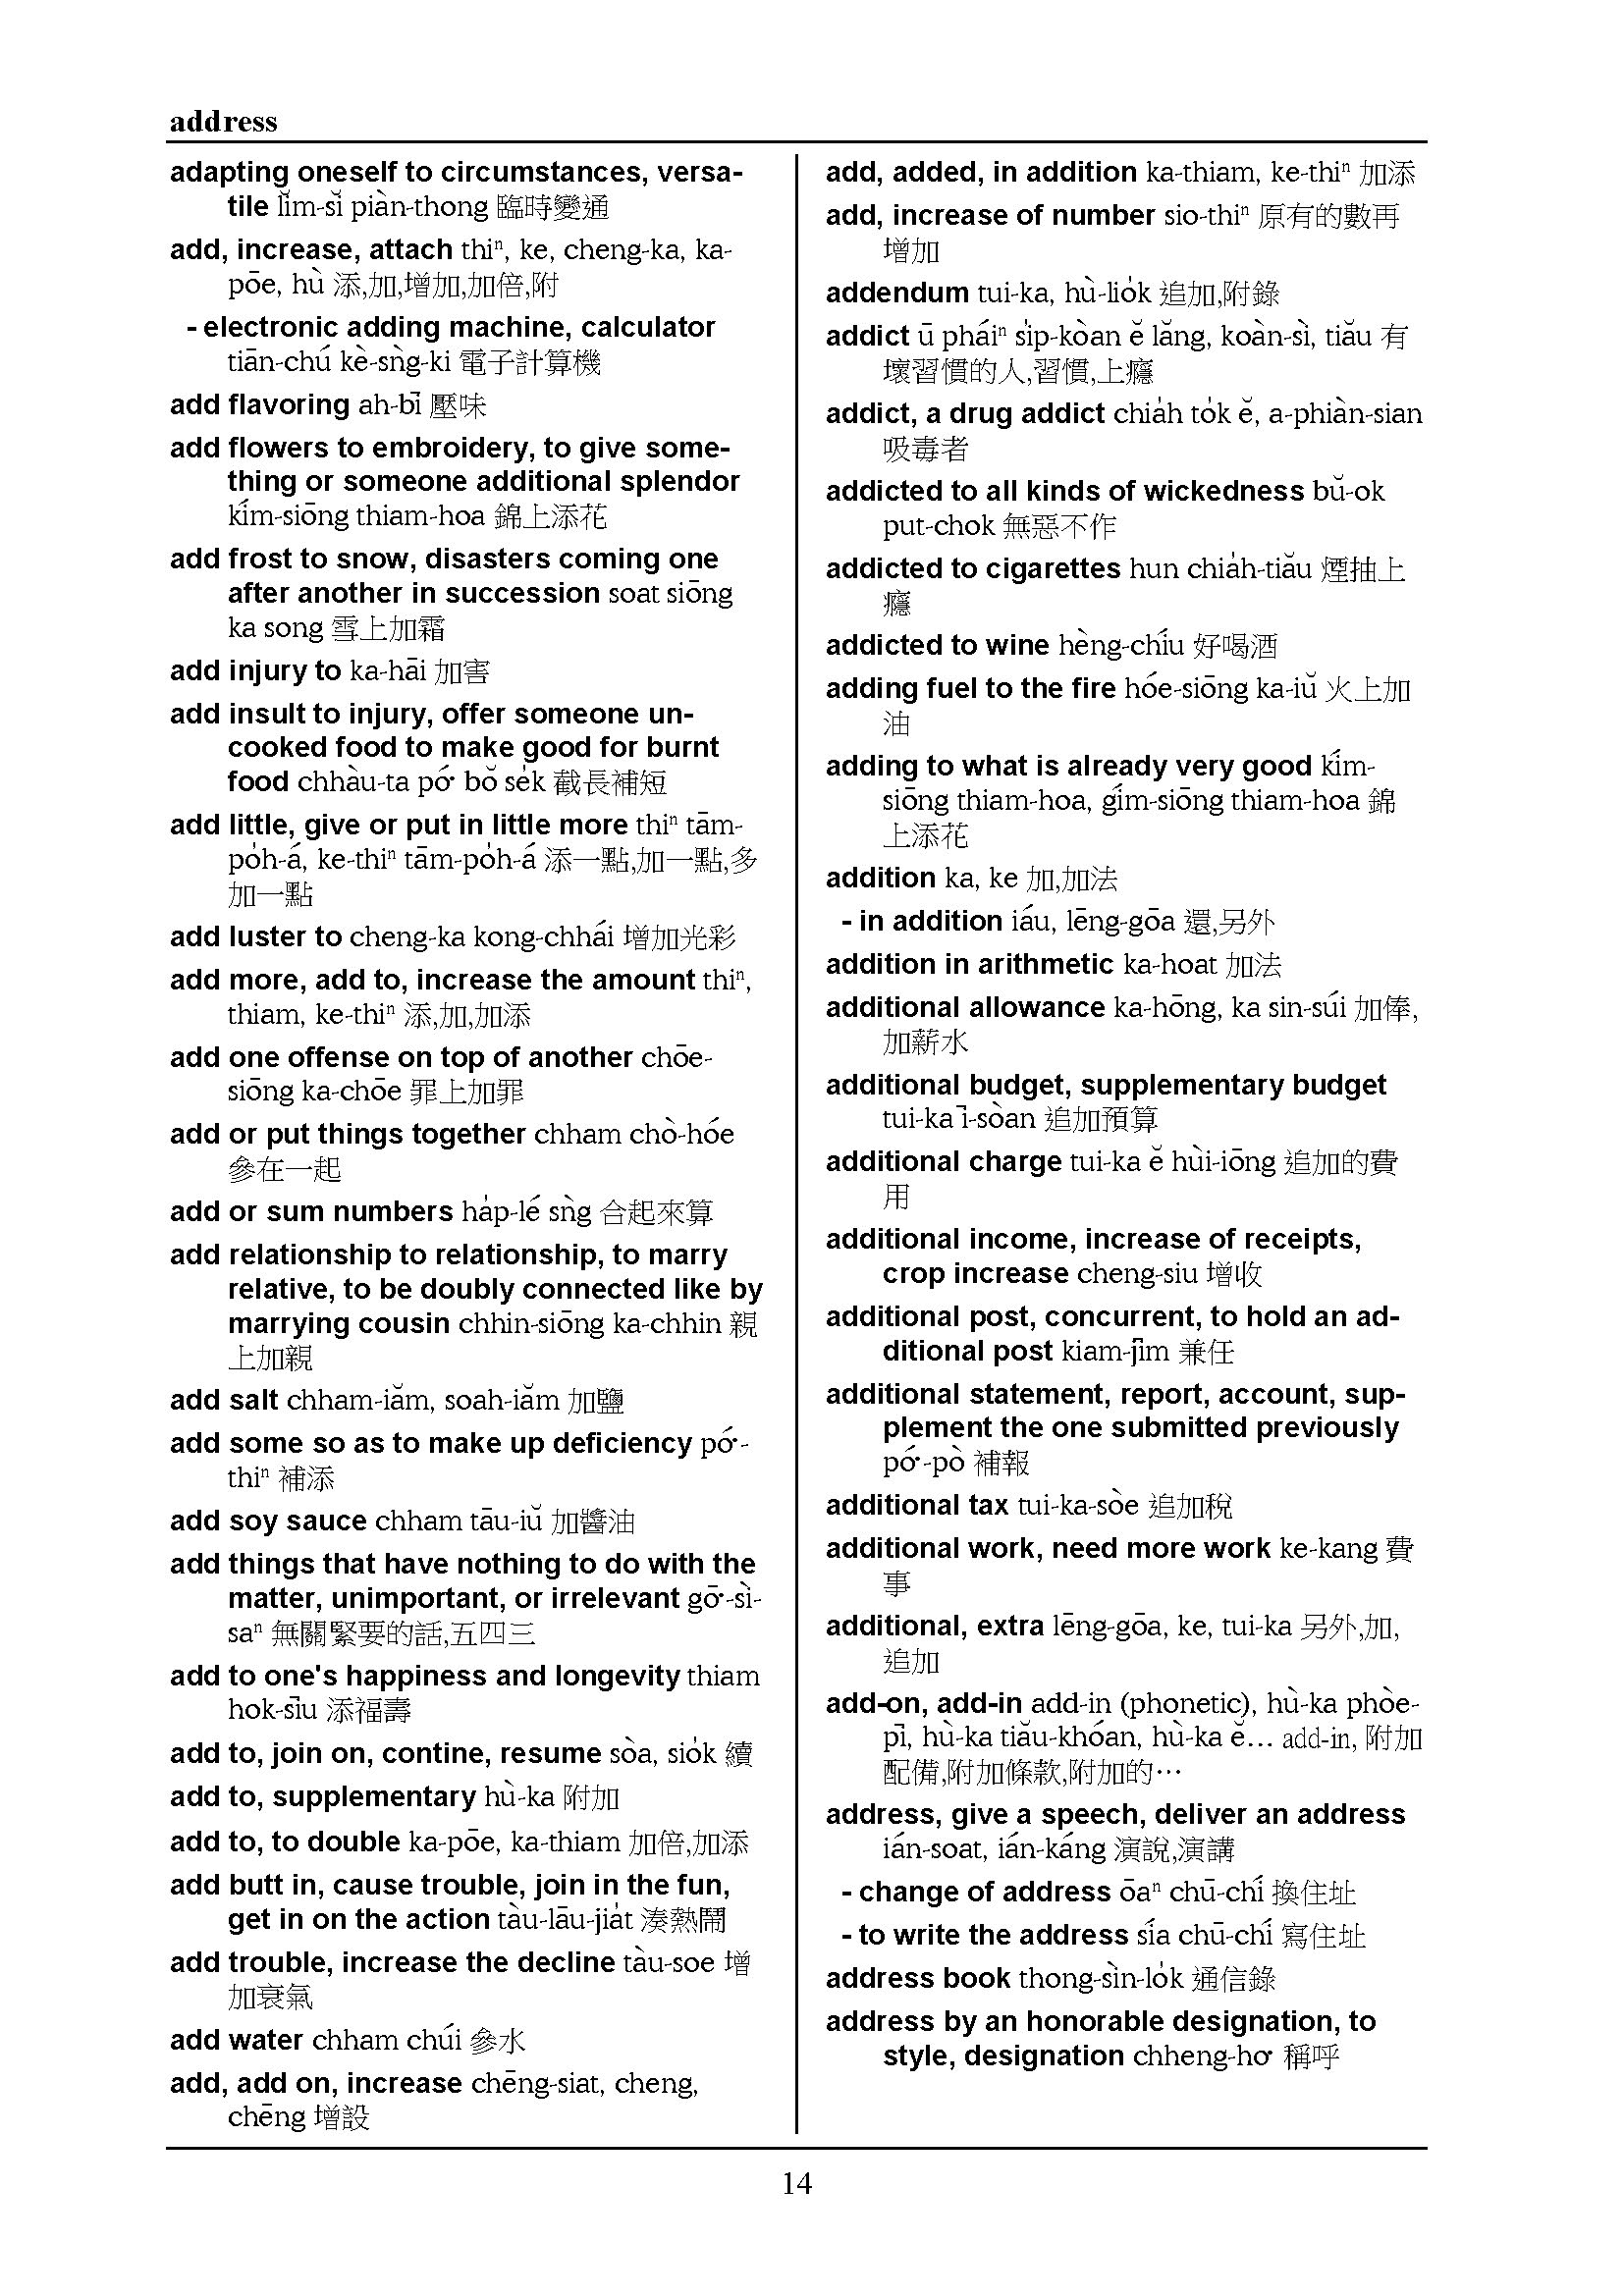 address
adapting oneself to circumstances, versa-
tile lĭm-sĭ piàn-thong 臨時變通
add, increase, attach thiⁿ, ke, cheng-ka, ka-
pōe, hù 添,加,增加,加倍,附
- electronic adding machine, calculator
tiān-chú kè-sǹg-ki 電子計算機
add flavoring ah-bī 壓味
add flowers to embroidery, to give some-
thing or someone additional splendor
kím-siōng thiam-hoa 錦上添花
add frost to snow, disasters coming one
after another in succession soat siōng
ka song 雪上加霜
add injury to ka-hāi 加害
add insult to injury, offer someone un-
cooked food to make good for burnt
food chhàu-ta pó͘ bŏ se̍k 截長補短
add little, give or put in little more thiⁿ tām-
po̍h-á, ke-thiⁿ tām-po̍h-á 添一點,加一點,多
加一點
add luster to cheng-ka kong-chhái 增加光彩
add more, add to, increase the amount thiⁿ,
thiam, ke-thiⁿ 添,加,加添
add one offense on top of another chōe-
siōng ka-chōe 罪上加罪
add or put things together chham chò-hóe
參在一起
add or sum numbers ha̍p-lé sǹg 合起來算
add relationship to relationship, to marry
relative, to be doubly connected like by
marrying cousin chhin-siōng ka-chhin 親
上加親
add salt chham-iăm, soah-iăm 加鹽
add some so as to make up deficiency pó͘-
thiⁿ 補添
add soy sauce chham tāu-iŭ 加醬油
add things that have nothing to do with the
matter, unimportant, or irrelevant gō͘-sì-
saⁿ 無關緊要的話,五四三
add to one's happiness and longevity thiam
hok-sīu 添福壽
add to, join on, contine, resume sòa, sio̍k 續
add to, supplementary hù-ka 附加
add to, to double ka-pōe, ka-thiam 加倍,加添
add butt in, cause trouble, join in the fun,
get in on the action tàu-lāu-jia̍t 湊熱鬧
add trouble, increase the decline tàu-soe 增
加衰氣
add water chham chúi 參水
add, add on, increase chēng-siat, cheng,
chēng 增設
add, added, in addition ka-thiam, ke-thiⁿ 加添
add, increase of number sio-thiⁿ 原有的數再
增加
addendum tui-ka, hù-lio̍k 追加,附錄
addict ū pháiⁿ si̍p-kòan ĕ lăng, koàn-sì, tiău 有
壞習慣的人,習慣,上癮
addict, a drug addict chia̍h to̍k ĕ, a-phiàn-sian
吸毒者
addicted to all kinds of wickedness bŭ-ok
put-chok 無惡不作
addicted to cigarettes hun chia̍h-tiău 煙抽上
癮
addicted to wine hèng-chíu 好喝酒
adding fuel to the fire hóe-siōng ka-iŭ 火上加
油
adding to what is already very good kím-
siōng thiam-hoa, gím-siōng thiam-hoa 錦
上添花
addition ka, ke 加,加法
- in addition iáu, lēng-gōa 還,另外
addition in arithmetic ka-hoat 加法
additional allowance ka-hōng, ka sin-súi 加俸,
加薪水
additional budget, supplementary budget
tui-ka ī-sòan 追加預算
additional charge tui-ka ĕ hùi-iōng 追加的費
用
additional income, increase of receipts,
crop increase cheng-siu 增收
additional post, concurrent, to hold an ad-
ditional post kiam-jīm 兼任
additional statement, report, account, sup-
plement the one submitted previously
pó͘-pò 補報
additional tax tui-ka-sòe 追加稅
additional work, need more work ke-kang 費
事
additional, extra lēng-gōa, ke, tui-ka 另外,加,
追加
add-on, add-in add-in (phonetic), hù-ka phòe-
pī, hù-ka tiău-khóan, hù-ka ĕ… add-in, 附加
配備,附加條款,附加的…
address, give a speech, deliver an address
ián-soat, ián-káng 演說,演講
- change of address ōaⁿ chū-chí 換住址
- to write the address sía chū-chí 寫住址
address book thong-sìn-lo̍k 通信錄
address by an honorable designation, to
style, designation chheng-ho͘ 稱呼
14